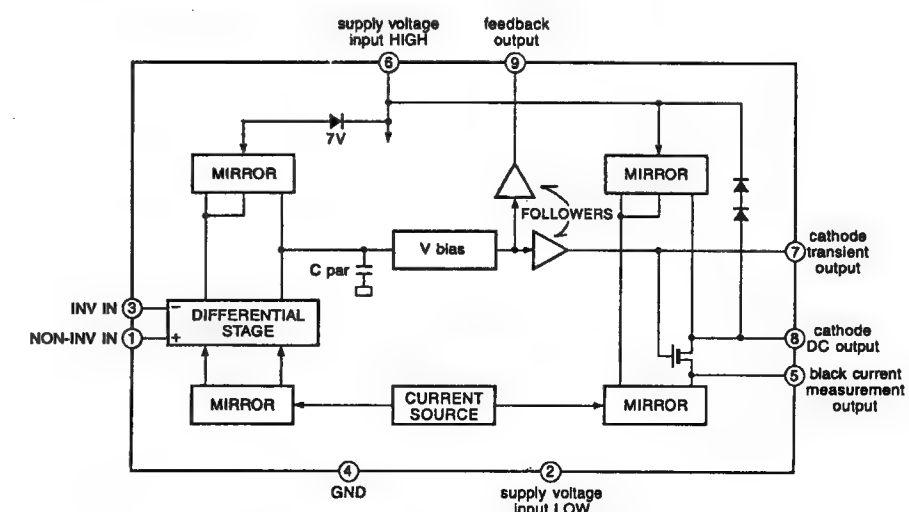 supply voltage
input HIGH
feedback
output
6
9
7V
MIRROR
MIRROR
FOLLOWERS
V bias
C par
cathode
7 transient
output
INV IN 3
−
DIFFERENTIAL
STAGE
NON-INV IN 1
+
8 cathode
DC output
5 black current
measurement
output
MIRROR
CURRENT
SOURCE
MIRROR
4
GND
2
supply voltage
input LOW